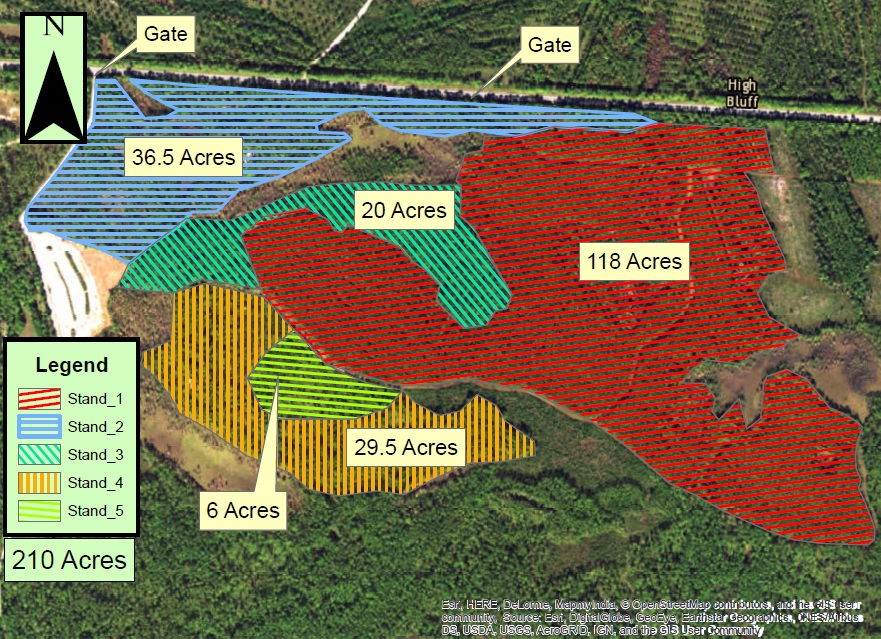 N
Gate
Gate
High
Bluff
36.5 Acres
20 Acres
118 Acres
Legend
Stand_1
Stand_2
Stand_3
Stand_4
Stand_5
29.5 Acres
6 Acres
210 Acres
Esri, HERE, DeLorme, MapmyIndia, © OpenStreetMap contributors, and the GIS user
community, Source: Esri, DigitalGlobe, GeoEye, Earthstar Geographics, CNES/Airbus
DS, USDA, USGS, AeroGRID, IGN, and the GIS User Community